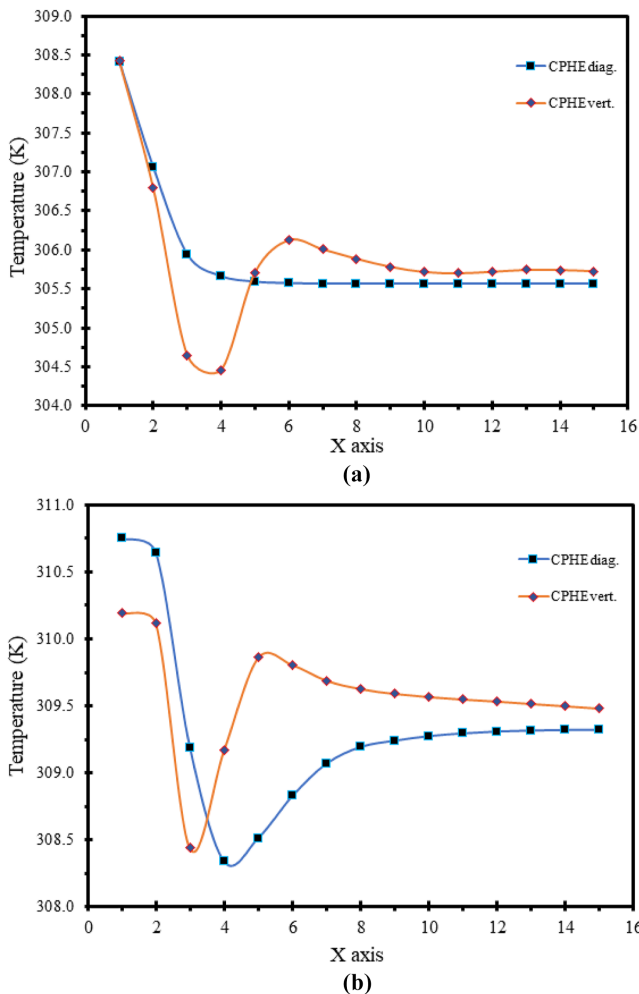 309.0
308.5
308.0
307.5
307.0
306.5
306.0
305.5
305.0
304.5
304.0
Temperature (K)
CPHE diag.
CPHE vert.
0 2 4 6 8 10 12 14 16
X axis
(a)
311.0
310.5
310.0
309.5
309.0
308.5
308.0
Temperature (K)
CPHE diag.
CPHE vert.
0 2 4 6 8 10 12 14 16
X axis
(b)